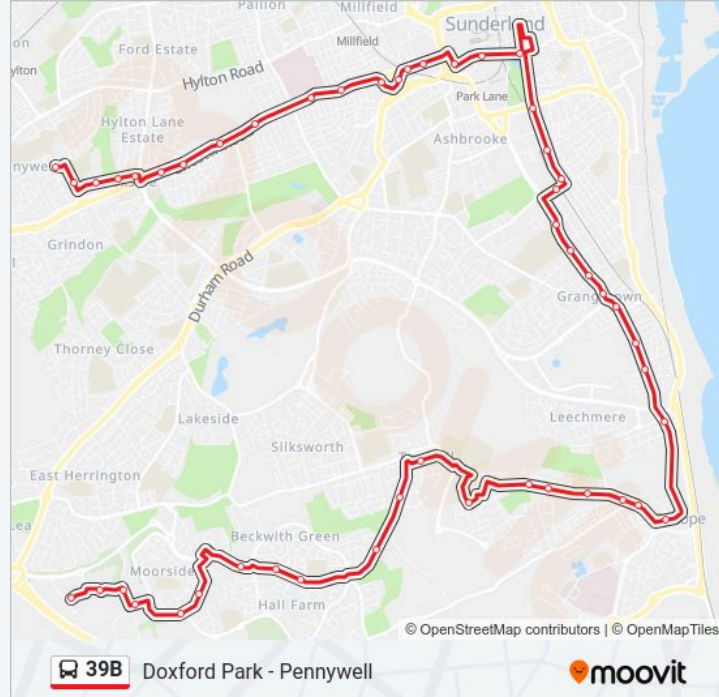 Pallion
Millfield
Sunderland
Ford Estate
Millfield
Hylton Road
Park Lane
Hylton Lane
Estate
Ashbrooke
Grindon
Durham Road
Grangetown
Thorney Close
Lakeside
Leechmere
Silksworth
East Herrington
Beckwith Green
Moorside
Hall Farm
© OpenStreetMap contributors | © OpenMapTiles
39B Doxford Park - Pennywell
moovit